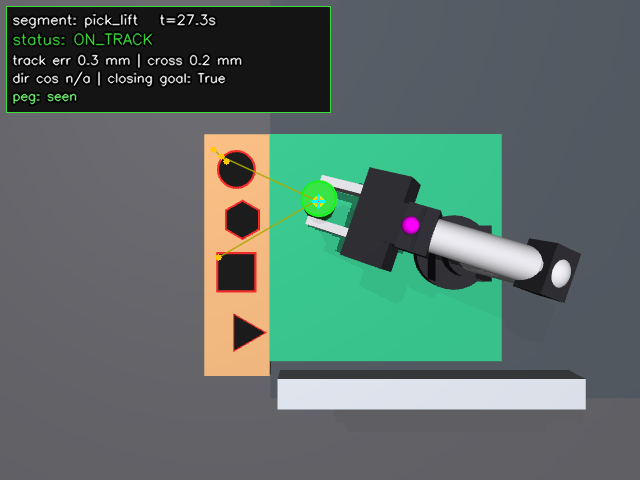 segment: pick_lift   t=27.3s
status: ON_TRACK
track err 0.3 mm | cross 0.2 mm
dir cos n/a | closing goal: True
peg: seen